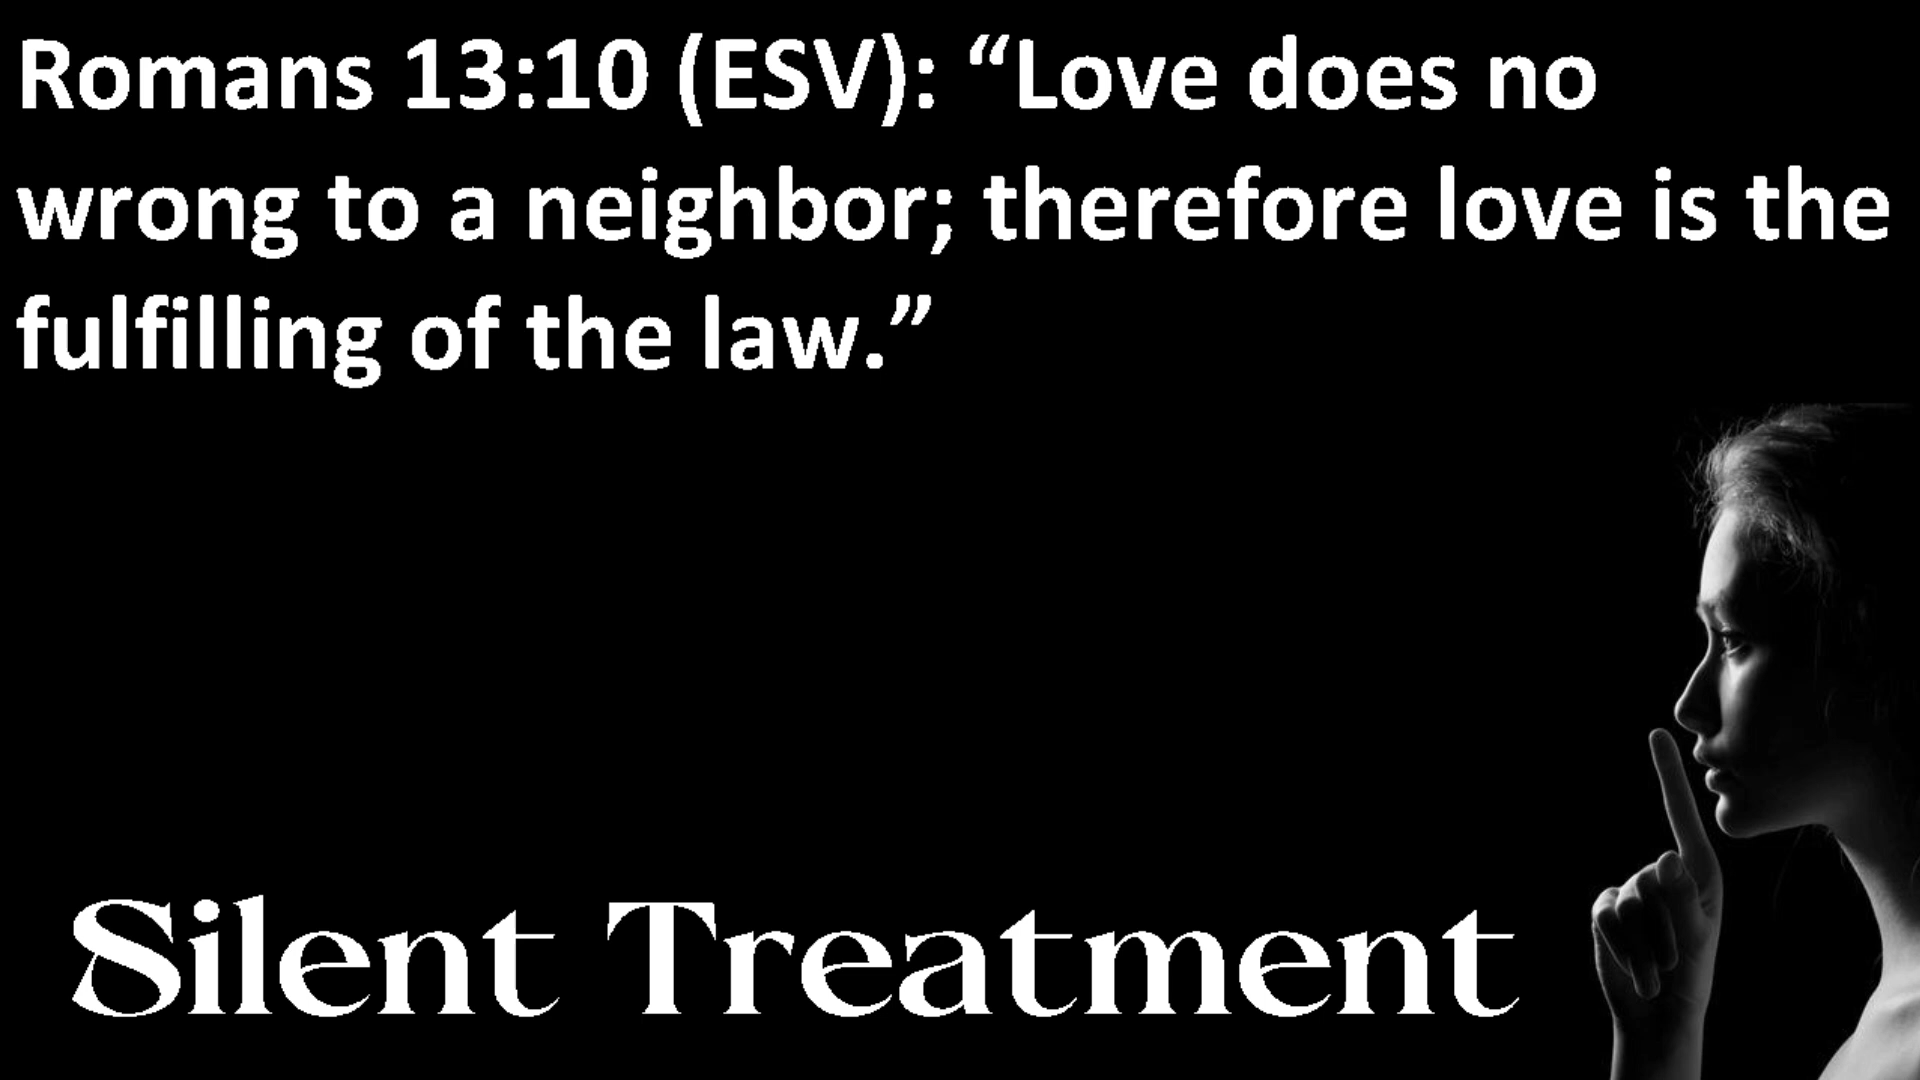 Romans 13:10 (ESV): “Love does no
wrong to a neighbor; therefore love is the
fulfilling of the law.”
Silent Treatment